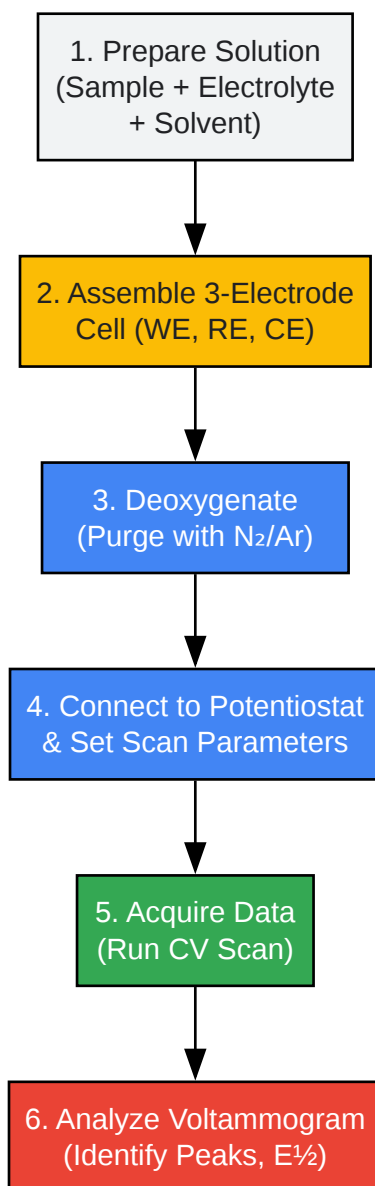 1. Prepare Solution
(Sample + Electrolyte
+ Solvent)
2. Assemble 3-Electrode
Cell (WE, RE, CE)
3. Deoxygenate
(Purge with N₂/Ar)
4. Connect to Potentiostat
& Set Scan Parameters
5. Acquire Data
(Run CV Scan)
6. Analyze Voltammogram
(Identify Peaks, E½)